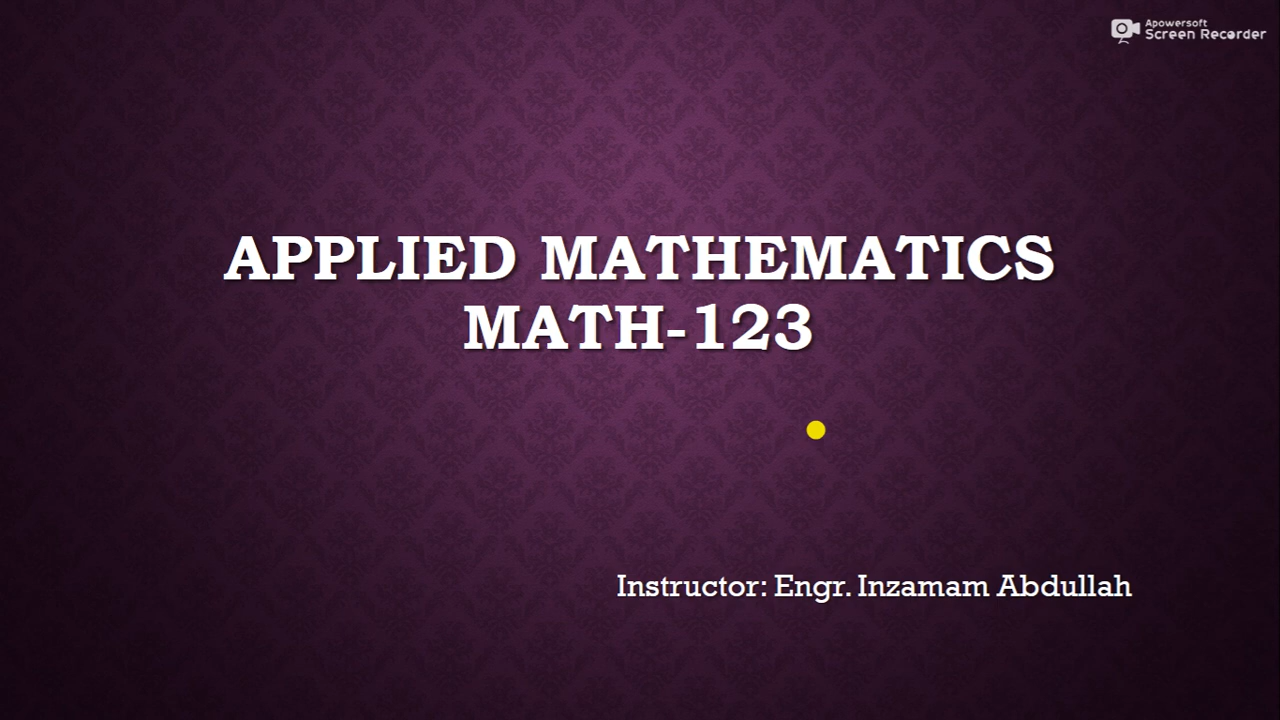 Apowersoft
Screen Recorder
APPLIED MATHEMATICS
MATH-123
Instructor: Engr. Inzamam Abdullah